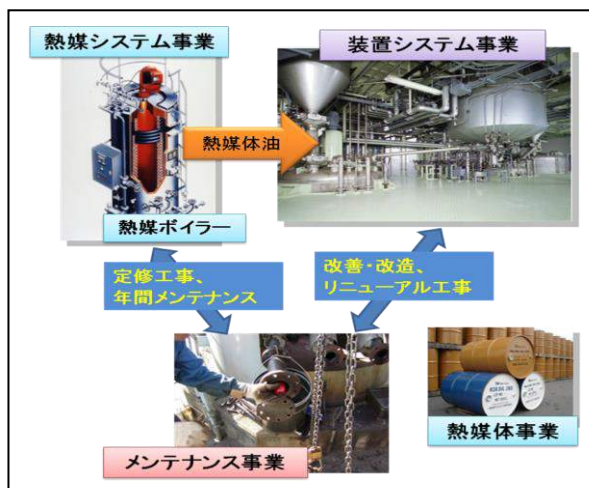 熱媒システム事業
装置システム事業
熱媒体油
熱媒ボイラー
定修工事、
年間メンテナンス
改善・改造、
リニューアル工事
熱媒体事業
メンテナンス事業